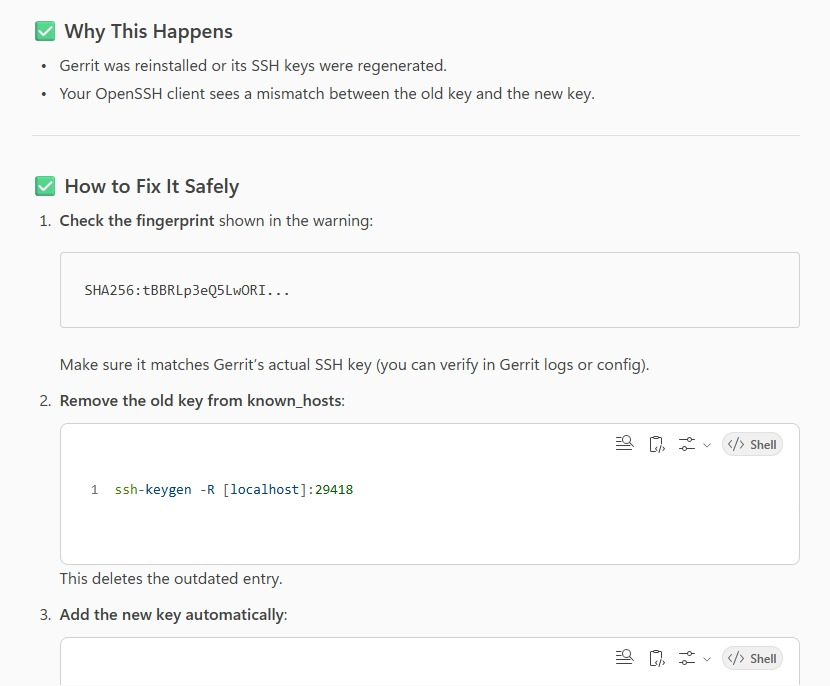 ✅ Why This Happens
• Gerrit was reinstalled or its SSH keys were regenerated.
• Your OpenSSH client sees a mismatch between the old key and the new key.
✅ How to Fix It Safely
1. Check the fingerprint shown in the warning:
SHA256:tBBRLp3eQ5LwORI...
Make sure it matches Gerrit’s actual SSH key (you can verify in Gerrit logs or config).
2. Remove the old key from known_hosts:
</> Shell
1 ssh-keygen -R [localhost]:29418
This deletes the outdated entry.
3. Add the new key automatically:
</> Shell